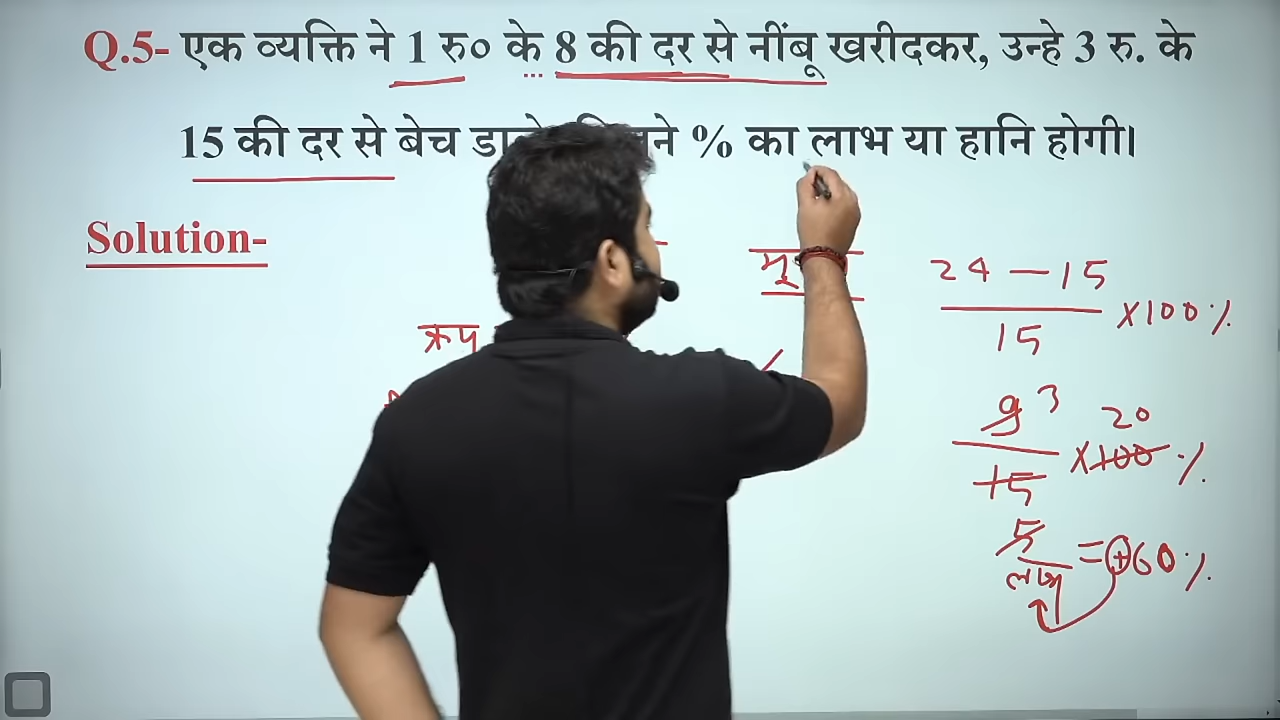 Q.5- एक व्यक्ति ने 1 रु० के 8 की दर से नींबू खरीदकर, उन्हे 3 रु. के
15 की दर से बेच % का लाभ या हानि होगी।
Solution-
24 — 15
15
×100%
9 3
15
5
×100 %
20
लाभ
= +60%
क्रय